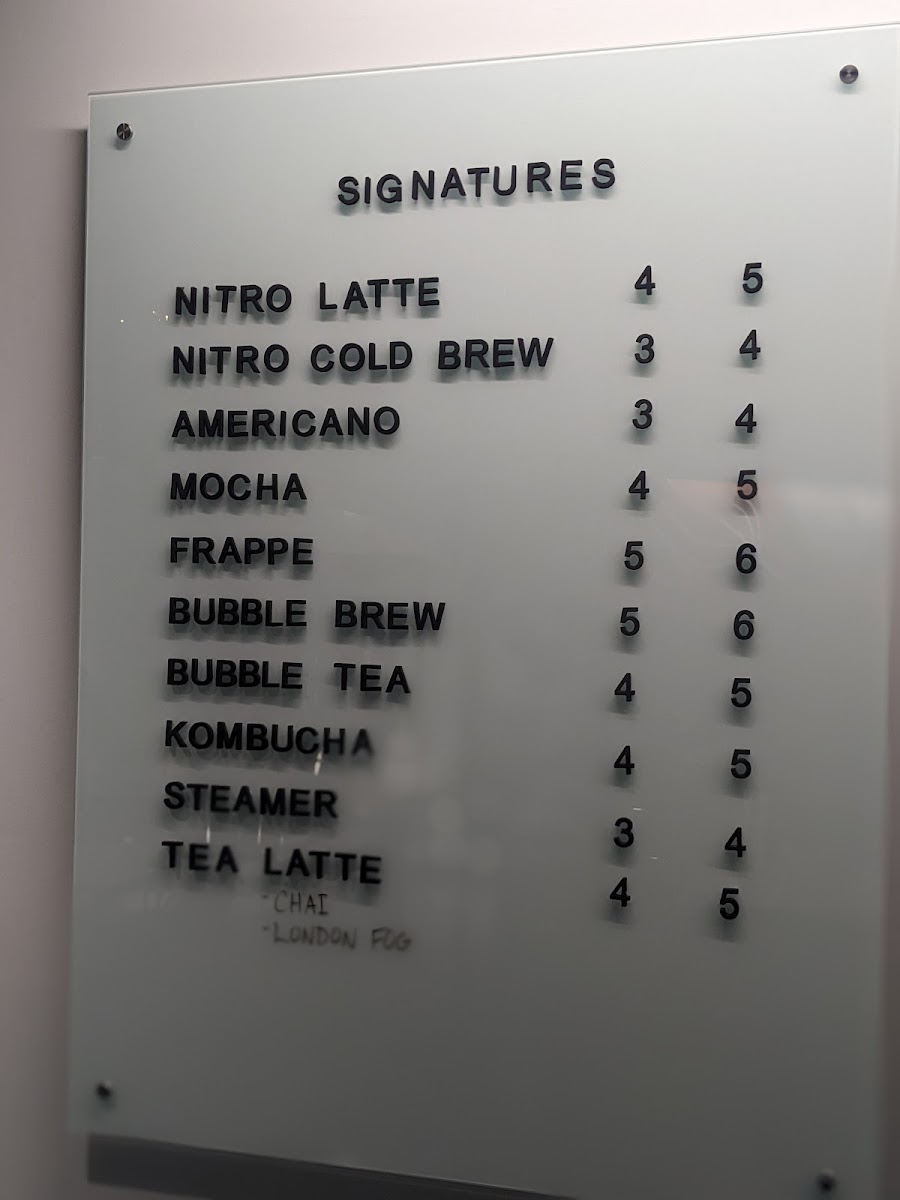 SIGNATURES
NITRO LATTE 4 5
NITRO COLD BREW 3 4
AMERICANO 3 4
MOCHA 4 5
FRAPPE 5 6
BUBBLE BREW 5 6
BUBBLE TEA 4 5
KOMBUCHA 4 5
STEAMER 3 4
TEA LATTE 4 5
-CHAI
-LONDON FOG